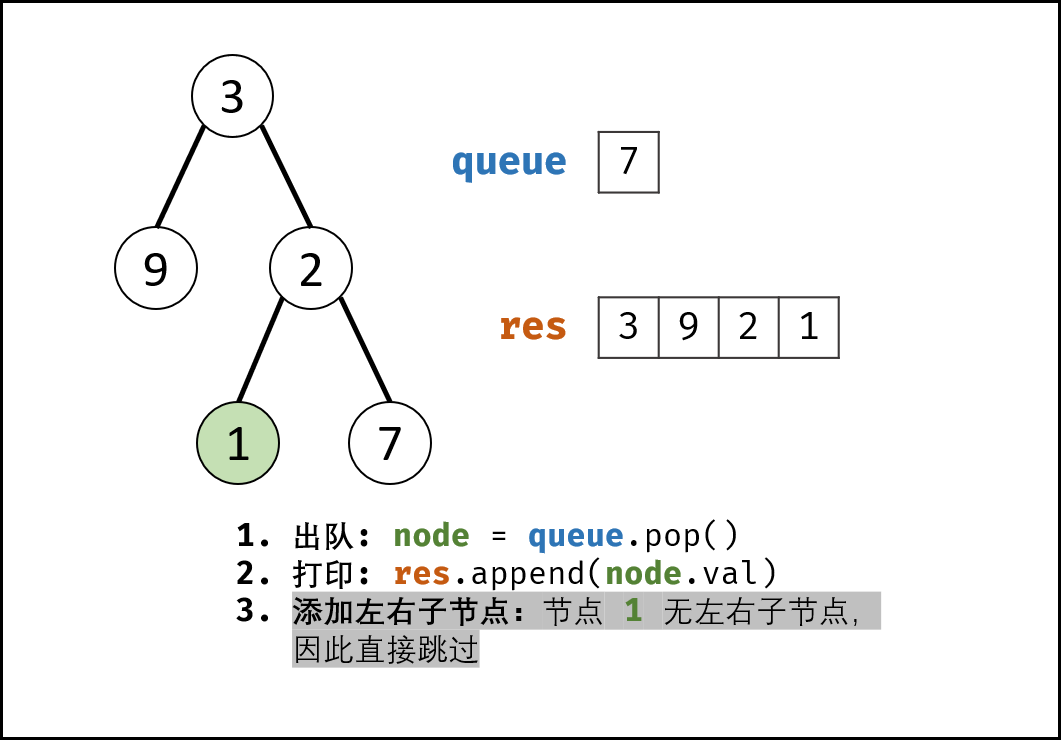 3
queue 7
9 2
res 3 9 2 1
1 7
1. 出队: node = queue.pop()
2. 打印: res.append(node.val)
3. 添加左右子节点: 节点 1 无左右子节点,
因此直接跳过